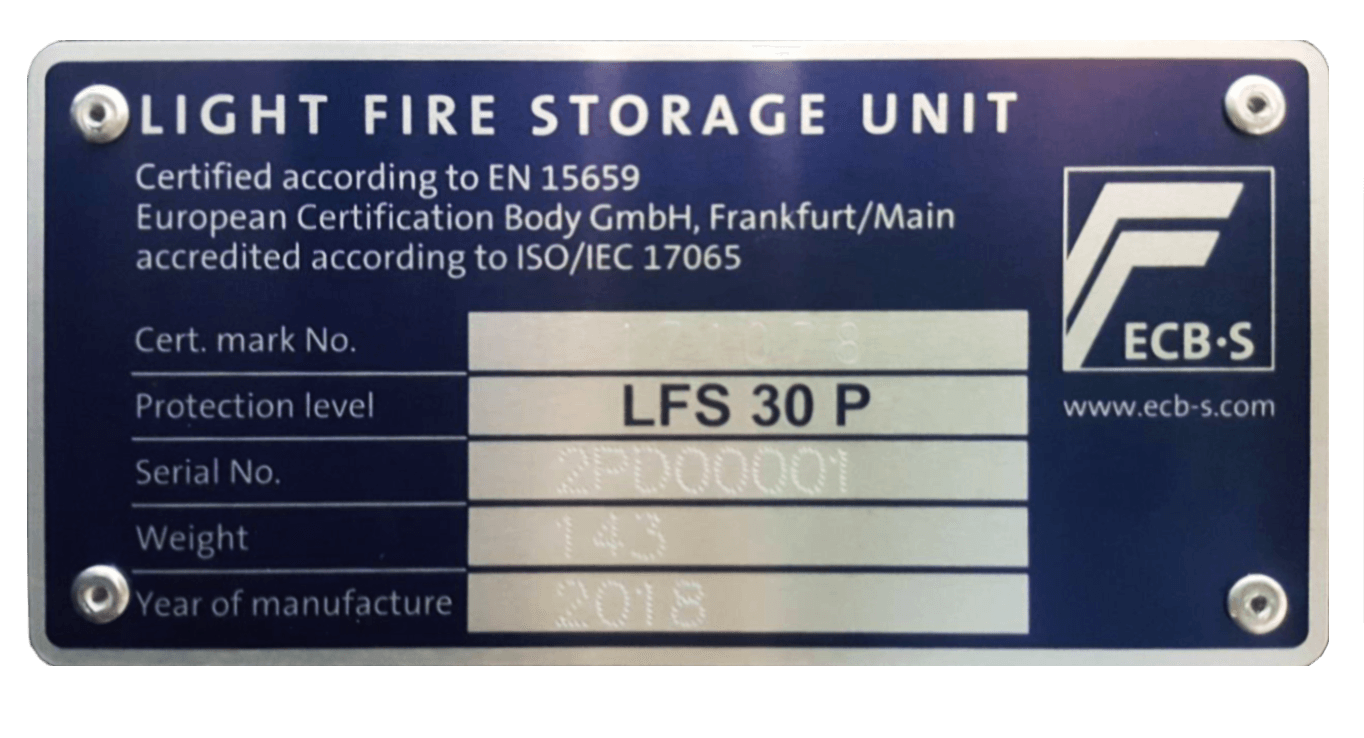 LIGHT FIRE STORAGE UNIT
Certified according to EN 15659
European Certification Body GmbH, Frankfurt/Main
accredited according to ISO/IEC 17065
Cert. mark No.
Protection level LFS 30 P
Serial No. 2PD00001
Weight 143
Year of manufacture 2018
ECB·S
www.ecb-s.com